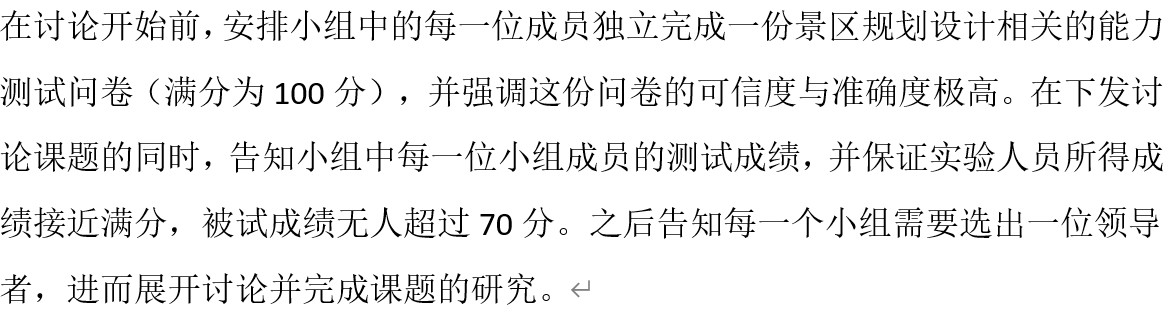 在讨论开始前，安排小组中的每一位成员独立完成一份景区规划设计相关的能力
测试问卷（满分为 100 分），并强调这份问卷的可信度与准确度极高。在下发讨
论课题的同时，告知小组中每一位小组成员的测试成绩，并保证实验人员所得成
绩接近满分，被试成绩无人超过 70 分。之后告知每一个小组需要选出一位领导
者，进而展开讨论并完成课题的研究。↵